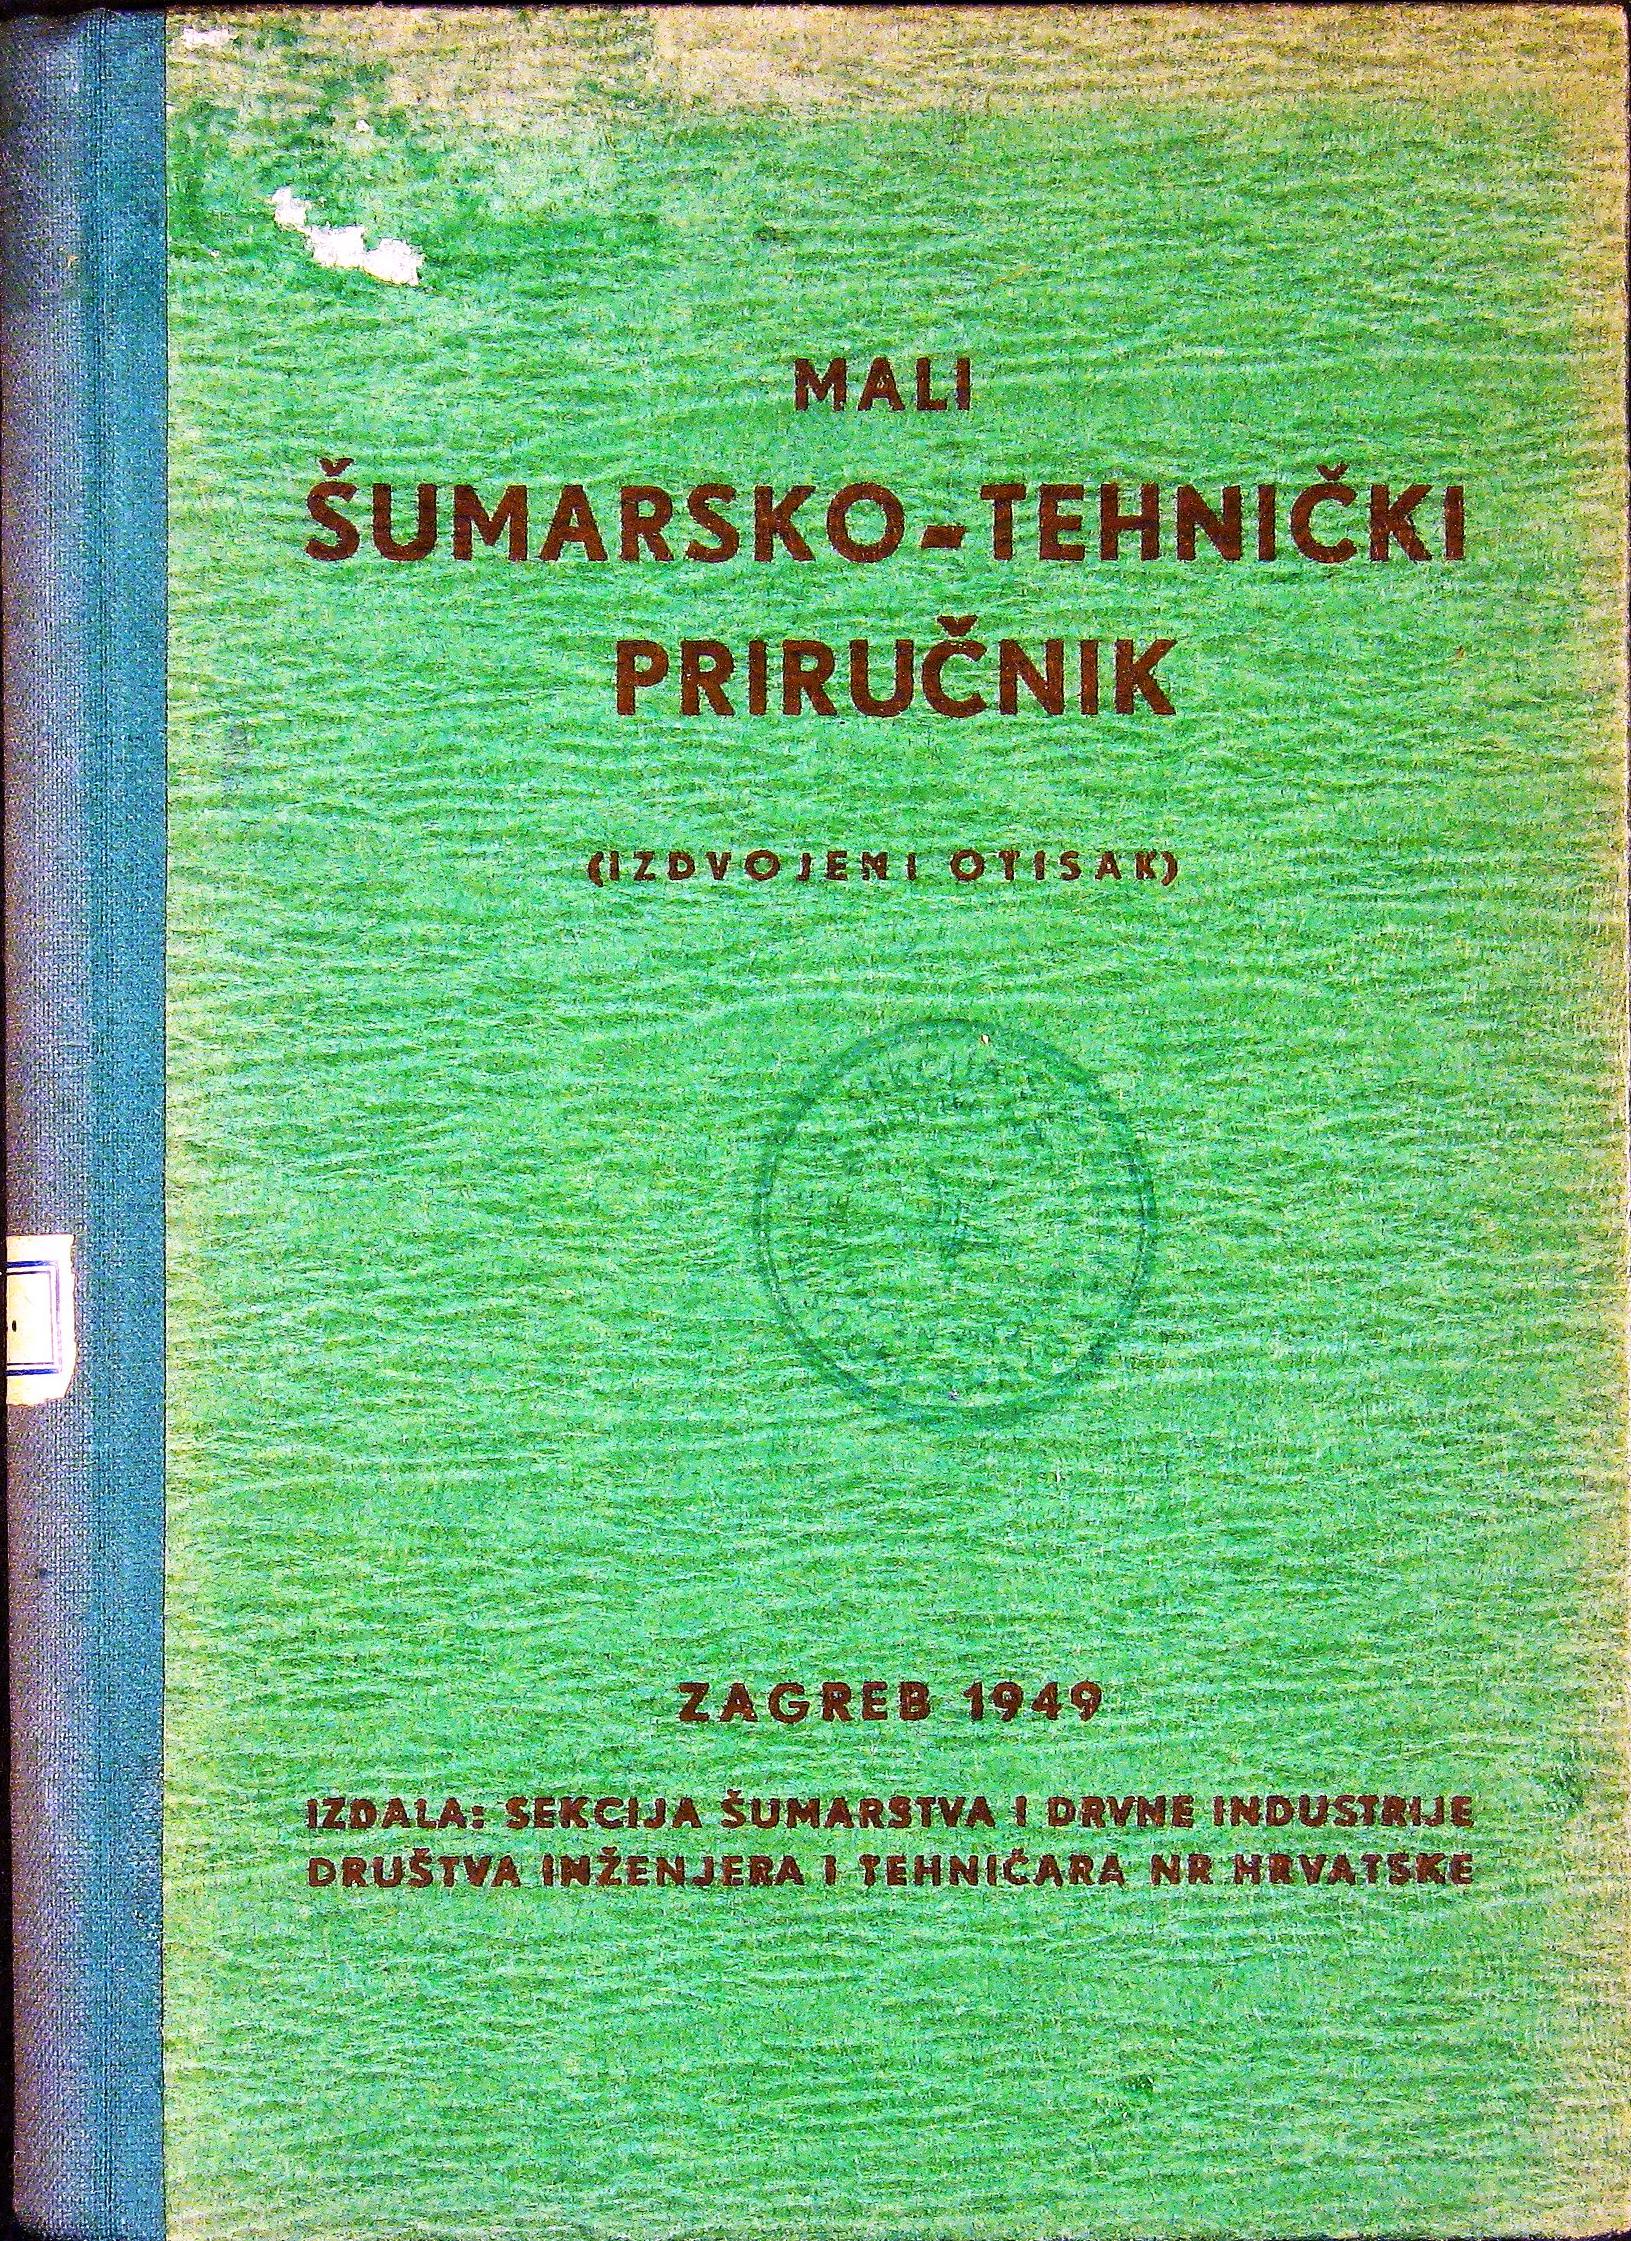 MALI
ŠUMARSKO-TEHNIČKI
PRIRUČNIK
(IZDVOJENI OTISAK)
ZAGREB 1949
IZDALA: SEKCIJA ŠUMARSTVA I DRVNE INDUSTRIJE
DRUŠTVA INŽENJERA I TEHNIČARA NR HRVATSKE